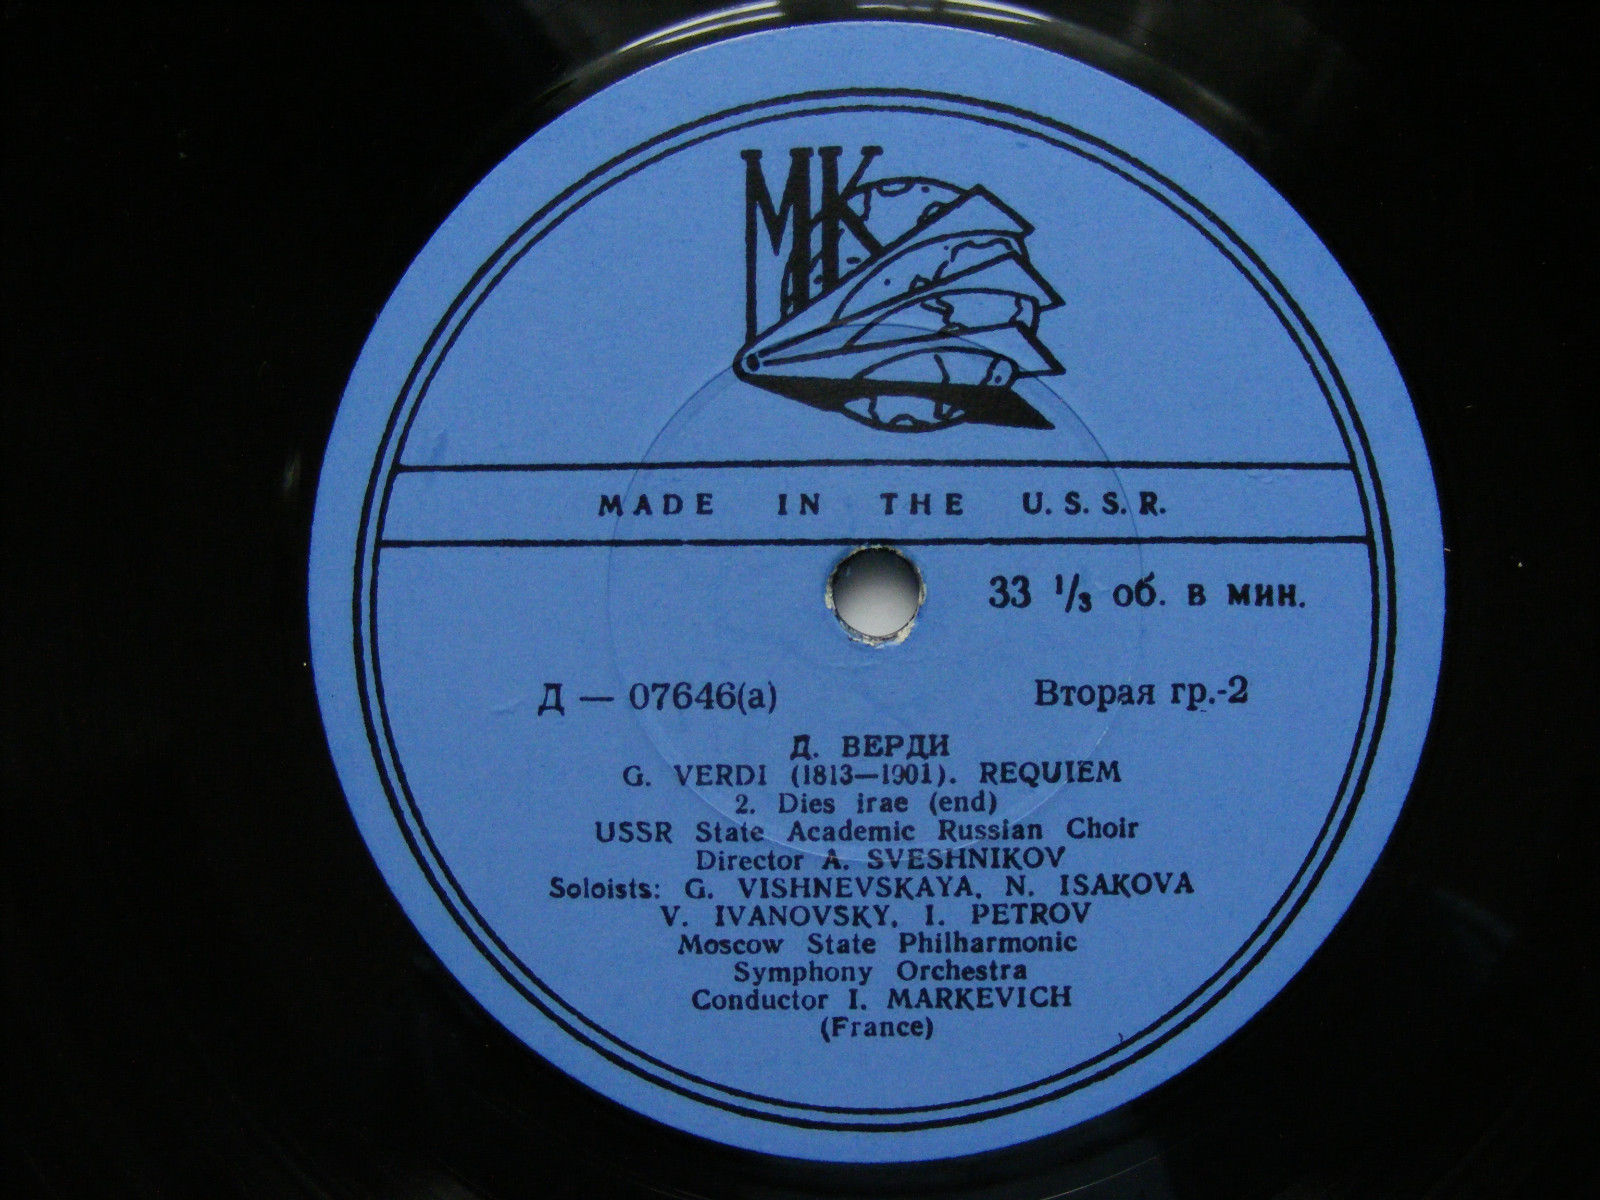 МК
MADE IN THE U.S.S.R.
33 1/3 об. в мин.
Д — 07646(а) Вторая гр.-2
Д. ВЕРДИ
G. VERDI (1813—1901). REQUIEM
2. Dies irae (end)
USSR State Academic Russian Choir
Director A. SVESHNIKOV
Soloists: G. VISHNEVSKAYA, N. ISAKOVA
V. IVANOVSKY, I. PETROV
Moscow State Philharmonic
Symphony Orchestra
Conductor I. MARKEVICH
(France)